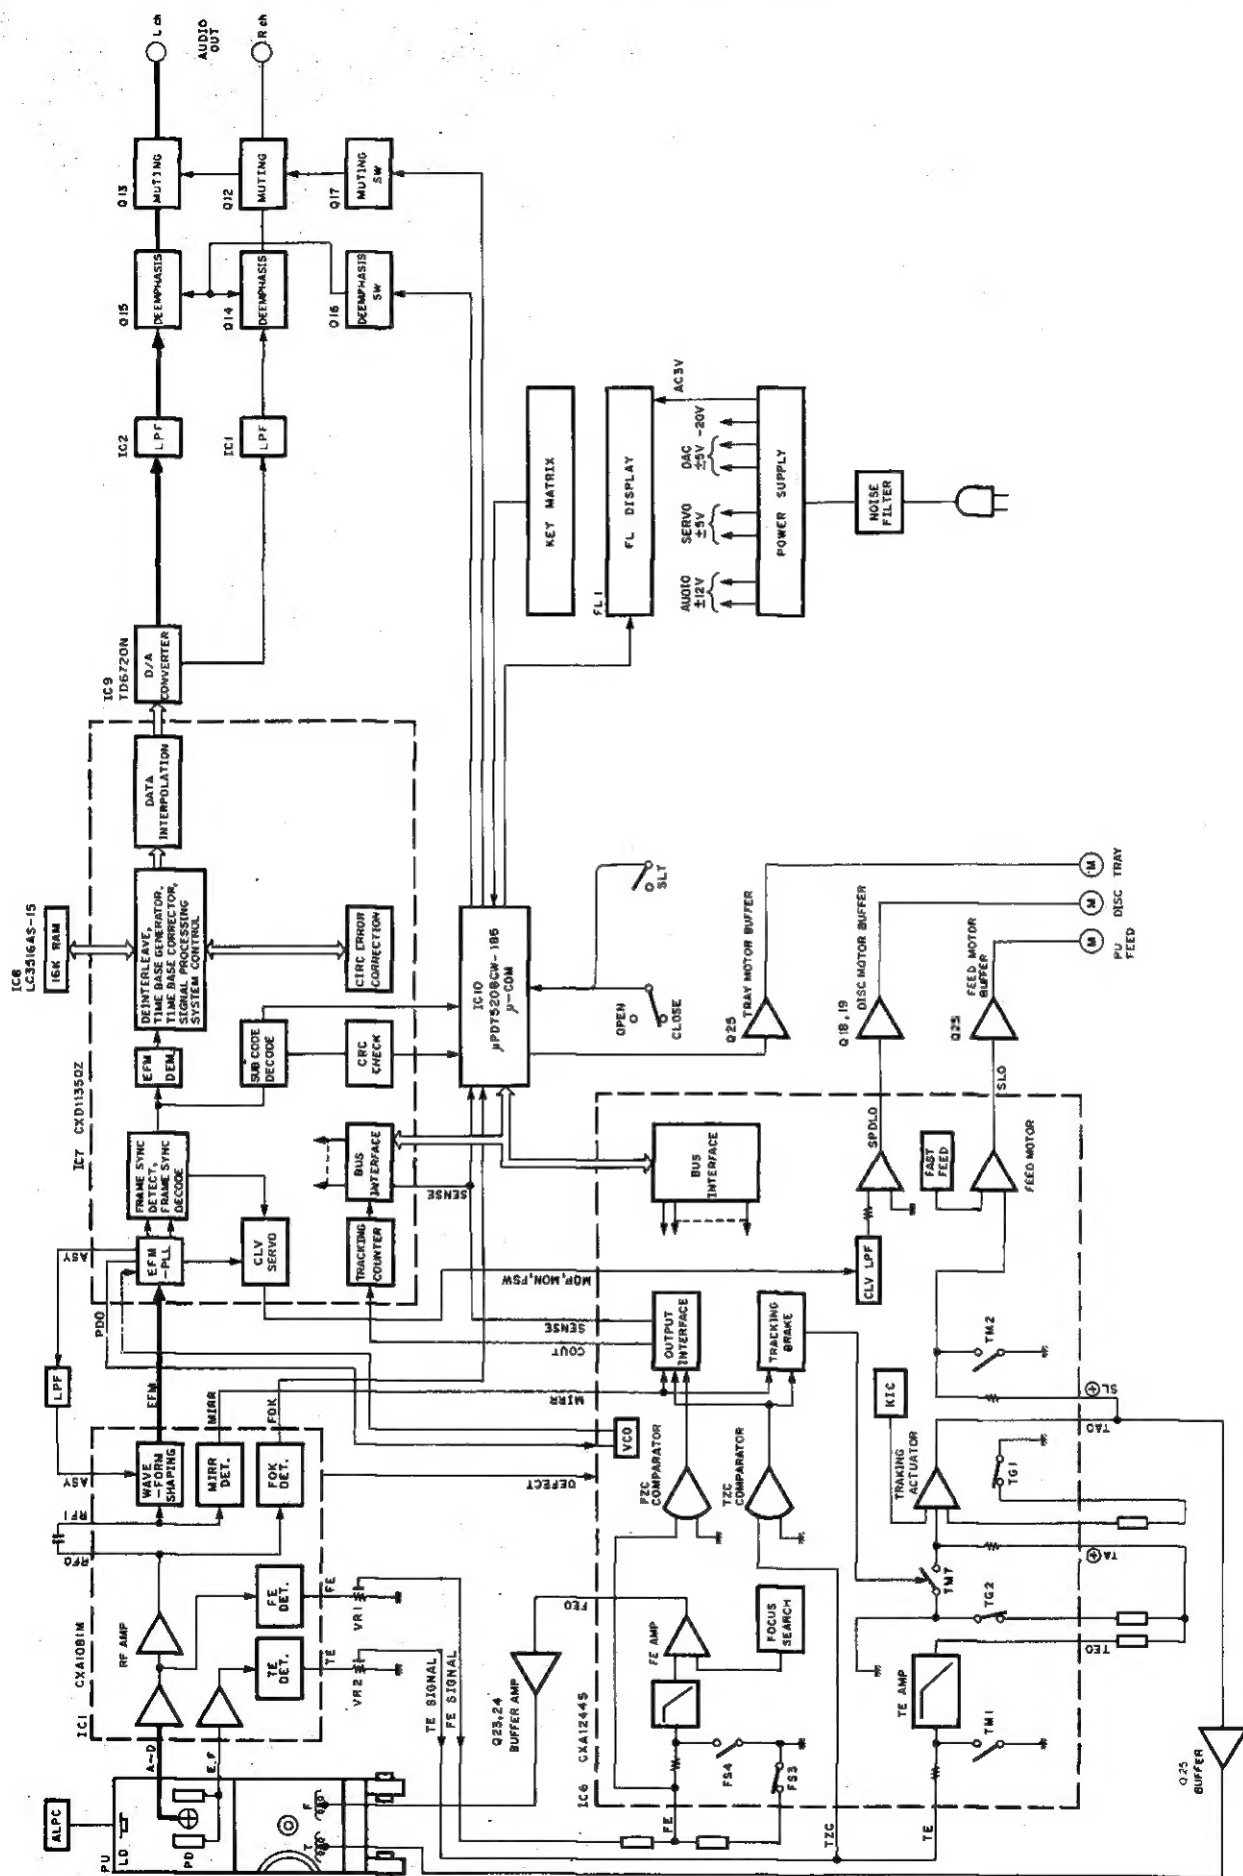 ALPC
PU
LD
PD
T
F
A-D
E.F
IC1
CXA1081M
RF AMP
TE
DET.
FE
DET.
TE
FE
VR2
VR1
TE SIGNAL
FE SIGNAL
RFO
RFI
ASY
WAVE
-FORM
SHAPING
MIRR
DET.
FOK
DET.
EFM
MIRR
FOK
DEFECT
LPF
PDO
ASY
IC7
CXD1135QZ
EFM
-PLL
FRAME SYNC
DETECT,
FRAME SYNC
DECODE
CLV
SERVO
TRACKING
COUNTER
BUS
INTERFACE
SENSE
EFM
DEM.
SUB CODE
DECODE
CRC
CHECK
DEINTERLEAVE,
TIME BASE GENERATOR,
TIME BASE CORRECTOR,
SIGNAL PROCESSING
SYSTEM CONTROL
CIRC ERROR
CORRECTION
DATA
INTERPOLATION
IC8
LC3516AS-15
16K RAM
IC9
TD6720N
D/A
CONVERTER
IC2
LPF
IC1
LPF
Q15
DEEMPHASIS
Q14
DEEMPHASIS
Q16
DEEMPHASIS
SW
Q13
MUTING
Q12
MUTING
Q17
MUTING
SW
L ch
AUDIO
OUT
R ch
IC10
μPD75208CW-185
μ-COM
KEY MATRIX
FL1
FL DISPLAY
AC3V
AUDIO
±12V
SERVO
±5V
DAC
±5V
-20V
POWER SUPPLY
NOISE
FILTER
OPEN
CLOSE
SLT
Q25
TRAY MOTOR BUFFER
Q18,19
DISC MOTOR BUFFER
Q25
FEED MOTOR
BUFFER
M
TRAY
M
DISC
M
PU
FEED
Q23,24
BUFFER AMP
FEO
IC6
CXA1244S
FE AMP
FOCUS
SEARCH
FS4
FS3
FE
TZC
TE
FZC
COMPARATOR
TZC
COMPARATOR
VCO
MIRR
COUT
SENSE
MDP,MON,FSW
OUTPUT
INTERFACE
TRACKING
BRAKE
BUS
INTERFACE
CLV LPF
SPDLO
FAST
FEED
SLO
FEED MOTOR
TE AMP
TM1
TEO
TM7
TG2
TA⊕
TRAKING
ACTUATOR
KIC
TG1
TAO
SL⊕
TM2
Q25
BUFFER